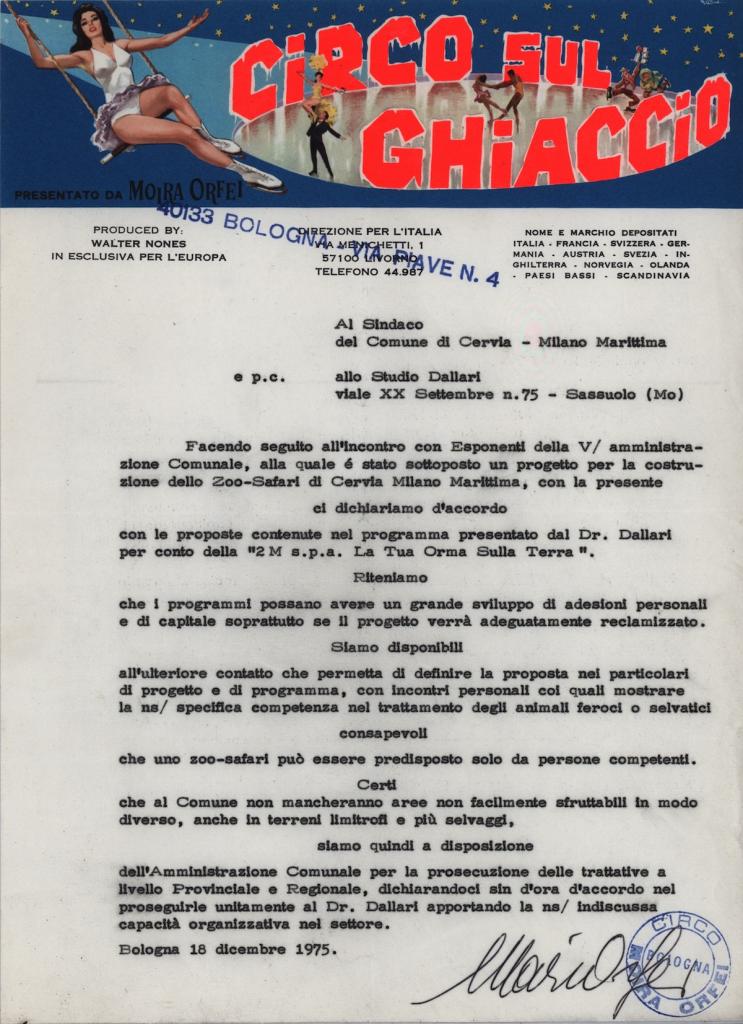 CIRCO SUL
GHIACCIO
PRESENTATO DA MOIRA ORFEI
40133 BOLOGNA - VIA PIAVE N. 4
PRODUCED BY:
WALTER NONES
IN ESCLUSIVA PER L'EUROPA
DIREZIONE PER L'ITALIA
VIA MENICHETTI, 1
57100 LIVORNO
TELEFONO 44.987
NOME E MARCHIO DEPOSITATI
ITALIA - FRANCIA - SVIZZERA - GER-
MANIA - AUSTRIA - SVEZIA - IN-
GHILTERRA - NORVEGIA - OLANDA
- PAESI BASSI - SCANDINAVIA
Al Sindaco
del Comune di Cervia - Milano Marittima
e p.c. allo Studio Dallari
viale XX Settembre n.75 - Sassuolo (Mo)
Facendo seguito all'incontro con Esponenti della V/ amministra-
zione Comunale, alla quale é stato sottoposto un progetto per la costru-
zione dello Zoo-Safari di Cervia Milano Marittima, con la presente
ci dichiariamo d'accordo
con le proposte contenute nel programma presentato dal Dr. Dallari
per conto della "2M s.p.a. La Tua Orma Sulla Terra".
Riteniamo
che i programmi possano avere un grande sviluppo di adesioni personali
e di capitale soprattutto se il progetto verrà adeguatamente reclamizzato.
Siamo disponibili
all'ulteriore contatto che permetta di definire la proposta nei particolari
di progetto e di programma, con incontri personali coi quali mostrare
la ns/ specifica competenza nel trattamento degli animali feroci o selvatici
consapevoli
che uno zoo-safari può essere predisposto solo da persone competenti.
Certi
che al Comune non mancheranno aree non facilmente sfruttabili in modo
diverso, anche in terreni limitrofi e più selvaggi,
siamo quindi a disposizione
dell'Amministrazione Comunale per la prosecuzione delle trattative a
livello Provinciale e Regionale, dichiarandoci sin d'ora d'accordo nel
proseguirle unitamente al Dr. Dallari apportando la ns/ indiscussa
capacità organizzativa nel settore.
Bologna 18 dicembre 1975.
CIRCO
BOLOGNA
MOIRA ORFEI